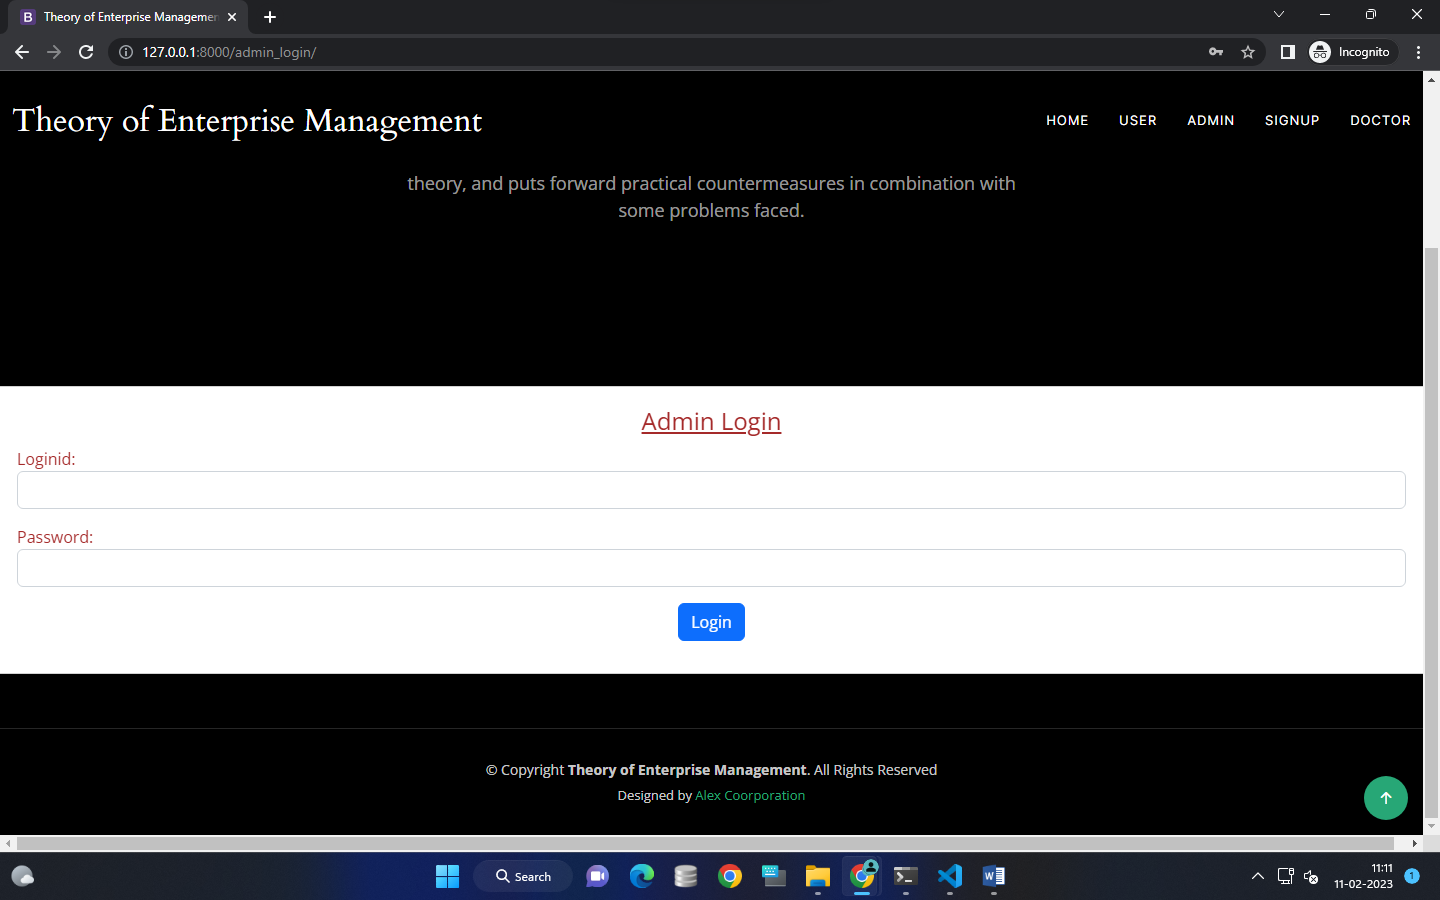 Theory of Enterprise Managemen
127.0.0.1:8000/admin_login/
Incognito
Theory of Enterprise Management
HOME USER ADMIN SIGNUP DOCTOR
theory, and puts forward practical countermeasures in combination with
some problems faced.
Admin Login
Loginid:
Password:
Login
© Copyright Theory of Enterprise Management. All Rights Reserved
Designed by Alex Coorporation
Search
11:11
11-02-2023
1